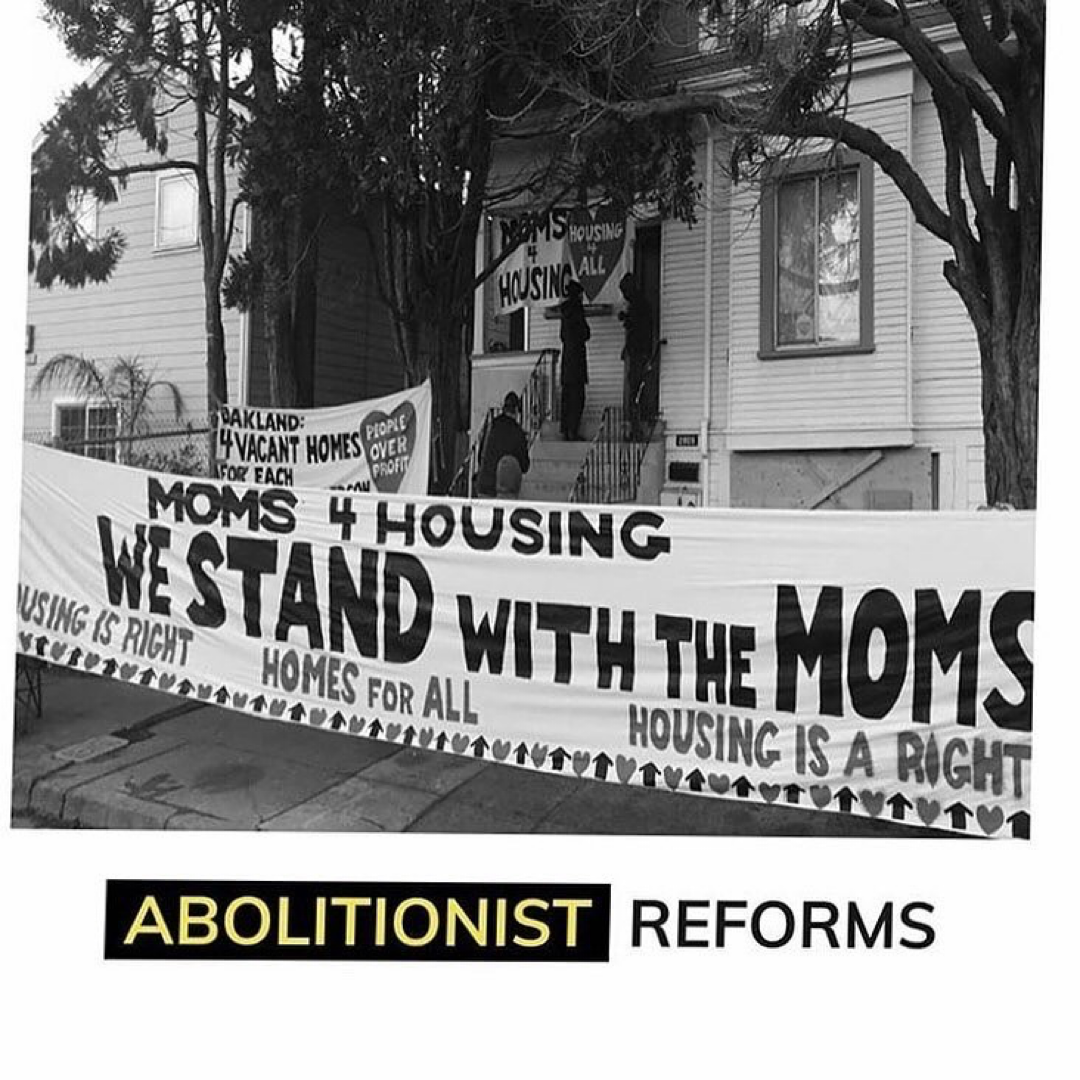 MOMS
4
HOUSING
HOUSING
4
ALL
OAKLAND:
4 VACANT HOMES
FOR EACH
PEOPLE
OVER
PROFIT
MOMS 4 HOUSING
WE STAND WITH THE MOMS
USING IS RIGHT
HOMES FOR ALL
HOUSING IS A RIGHT
ABOLITIONIST REFORMS